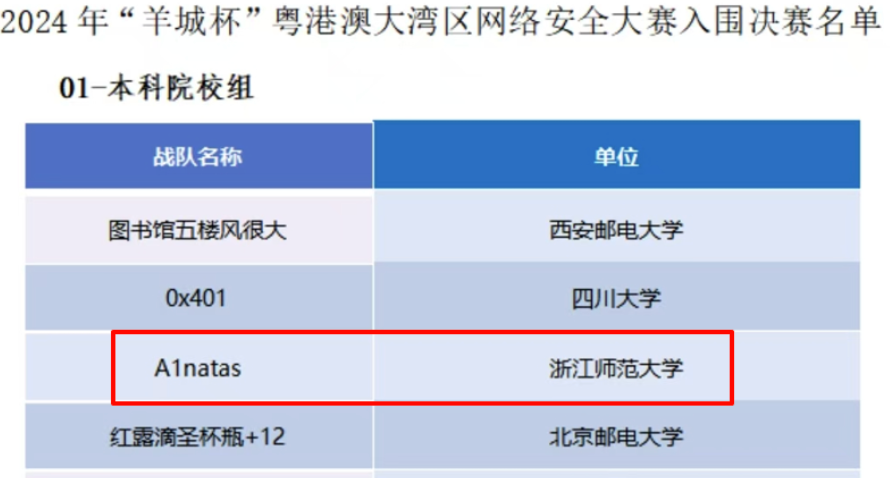 2024 年“羊城杯”粤港澳大湾区网络安全大赛入围决赛名单
01-本科院校组
战队名称 单位
图书馆五楼风很大 西安邮电大学
0x401 四川大学
A1natas 浙江师范大学
红露滴圣杯瓶+12 北京邮电大学